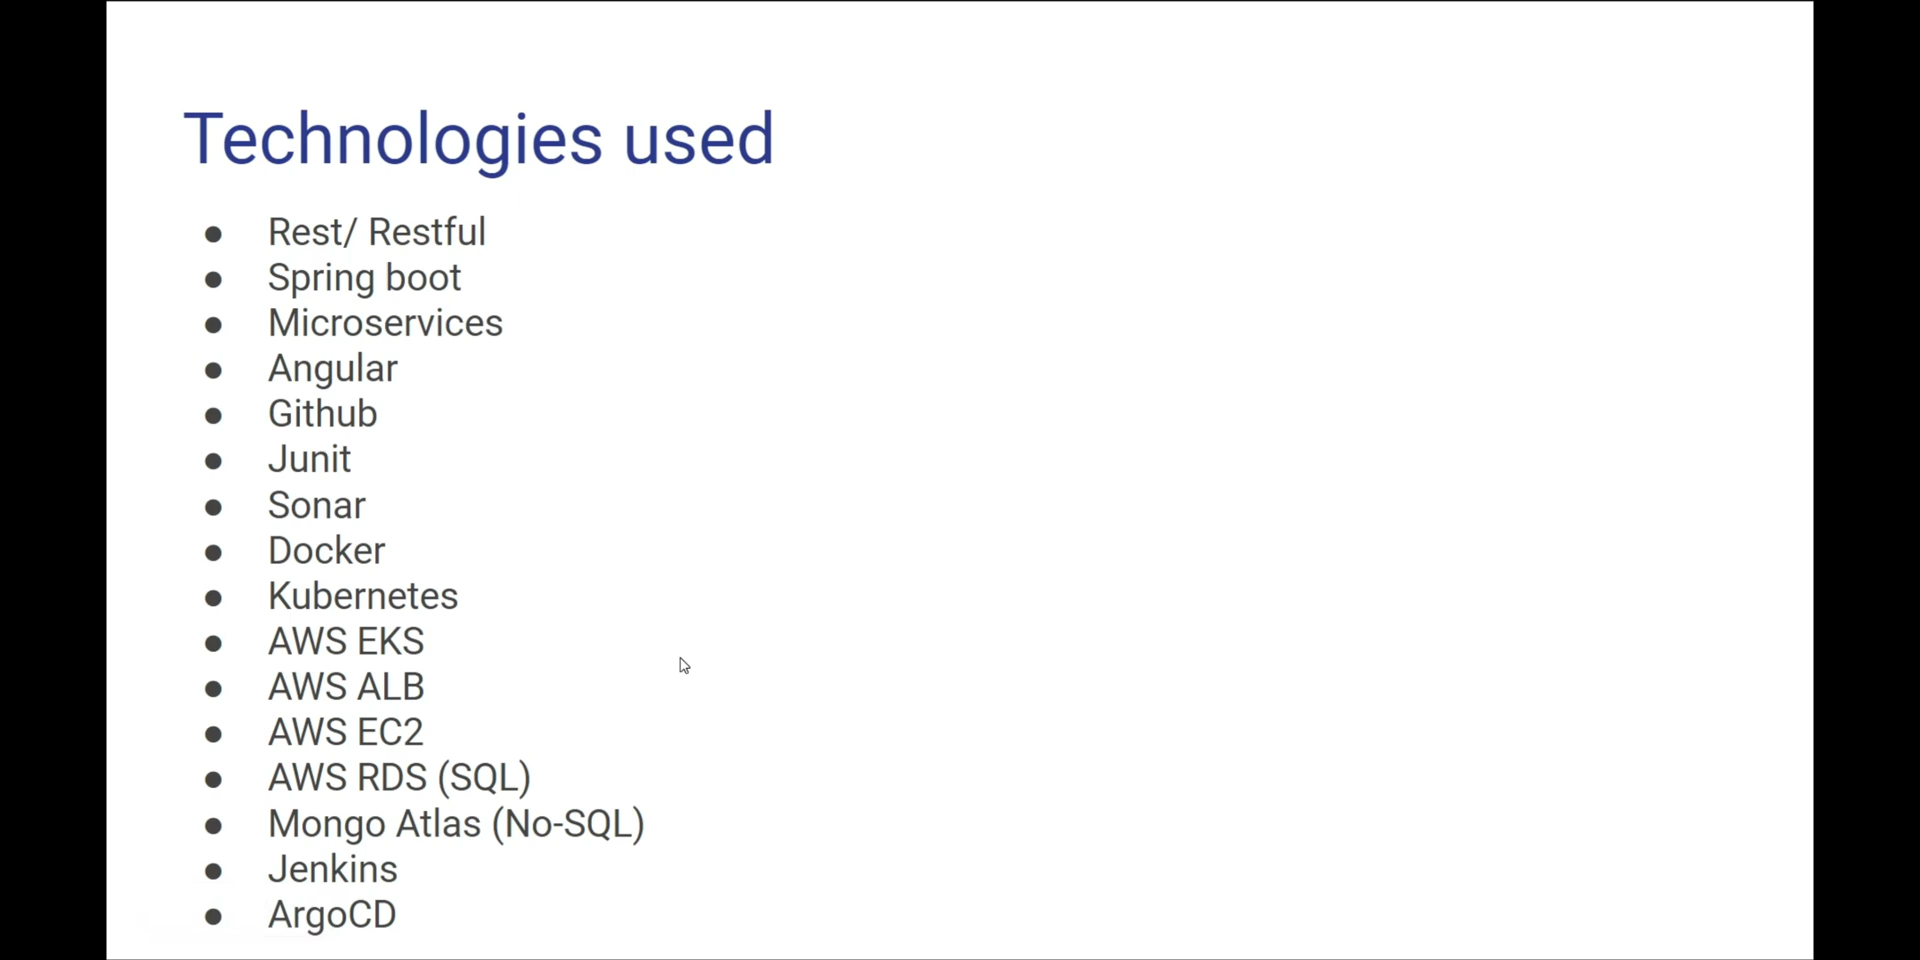 Technologies used
● Rest/ Restful
● Spring boot
● Microservices
● Angular
● Github
● Junit
● Sonar
● Docker
● Kubernetes
● AWS EKS
● AWS ALB
● AWS EC2
● AWS RDS (SQL)
● Mongo Atlas (No-SQL)
● Jenkins
● ArgoCD